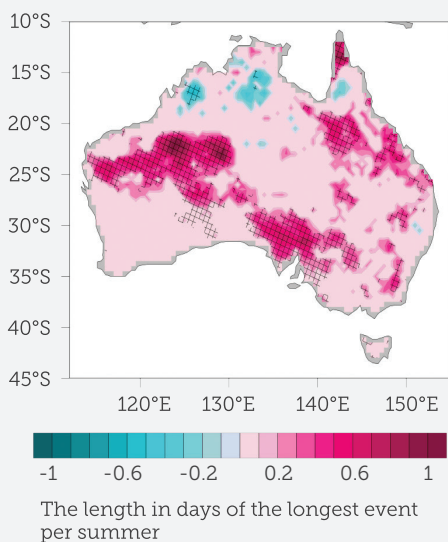 10°S
15°S
20°S
25°S
30°S
35°S
40°S
45°S
120°E 130°E 140°E 150°E
-1 -0.6 -0.2 0.2 0.6 1
The length in days of the longest event
per summer